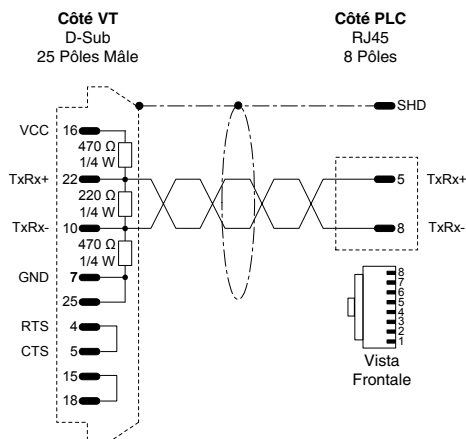 Côté VT
D-Sub
25 Pôles Mâle
Côté PLC
RJ45
8 Pôles
SHD
VCC 16
470 Ω
1/4 W
TxRx+ 22
5 TxRx+
220 Ω
1/4 W
TxRx- 10
8 TxRx-
470 Ω
1/4 W
GND 7
25
RTS 4
CTS 5
15
18
8
7
6
5
4
3
2
1
Vista
Frontale